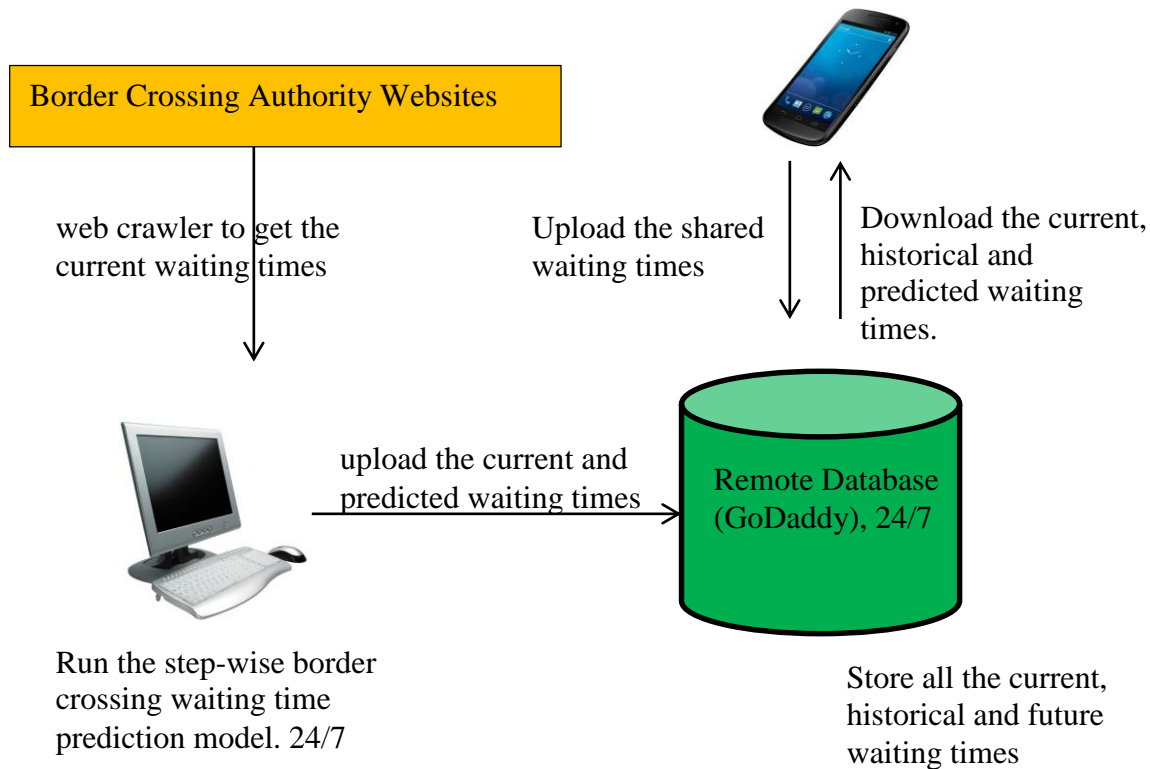 Border Crossing Authority Websites
web crawler to get the
current waiting times
Upload the shared
waiting times
Download the current,
historical and
predicted waiting
times.
upload the current and
predicted waiting times
Remote Database
(GoDaddy), 24/7
Run the step-wise border
crossing waiting time
prediction model. 24/7
Store all the current,
historical and future
waiting times